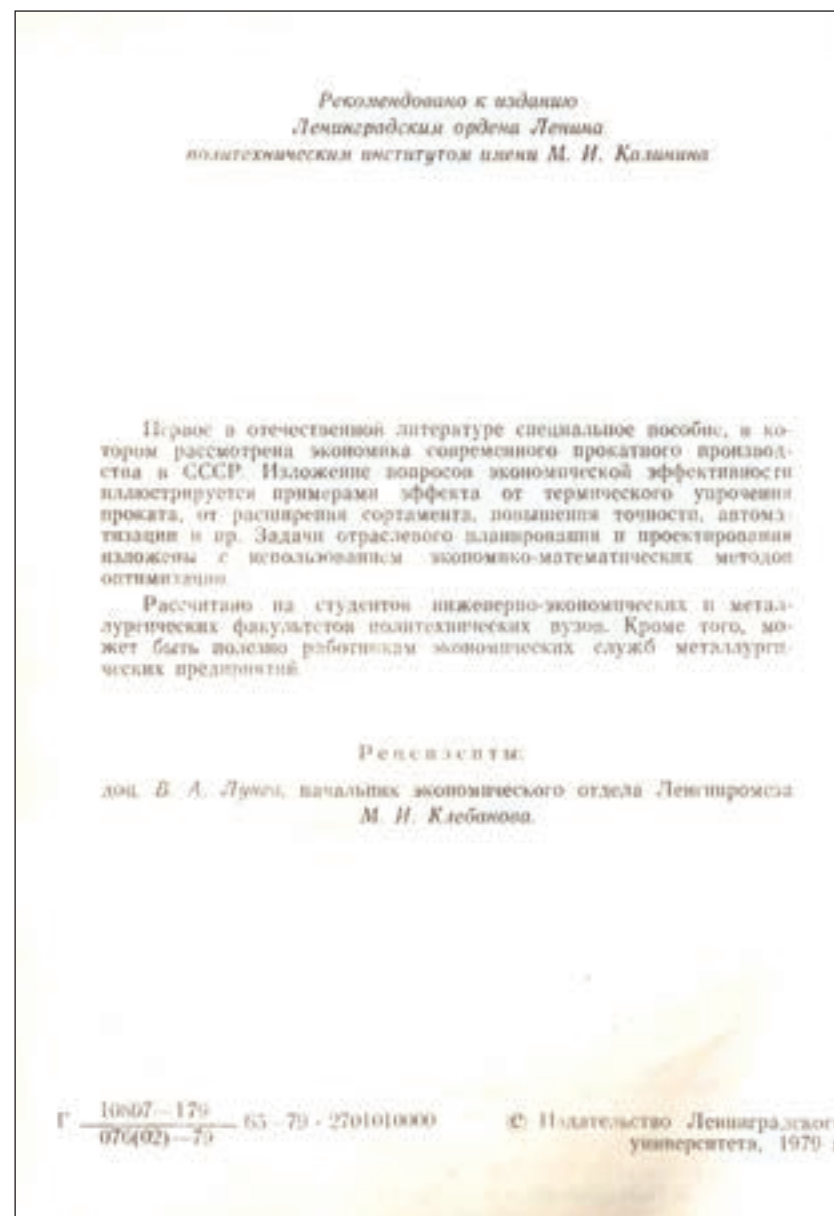 Рекомендовано к изданию
Ленинградским ордена Ленина
политехническим институтом имени М. И. Калинина
Первое в отечественной литературе специальное пособие, в ко-
тором рассмотрена экономика современного прокатного производ-
ства в СССР. Изложение вопросов экономической эффективности
иллюстрируется примерами эффекта от термического упрочения
проката, от расширения сортамента, повышения точности, автома-
тизации и пр. Задачи отраслевого планирования и проектирования
изложены с использованием экономико-математических методов
оптимизации.
Рассчитано на студентов инженерно-экономических и метал-
лургических факультетов политехнических вузов. Кроме того, мо-
жет быть полезно работникам экономических служб металлурги-
ческих предприятий.
Рецензенты:
доц. В. А. начальник экономического отдела Ленгипромеза
М. И. Клебанова.
Г 10807—179
076(02)—79 65—79 - 2701010000
© Издательство Ленинградског
университета, 1979 г